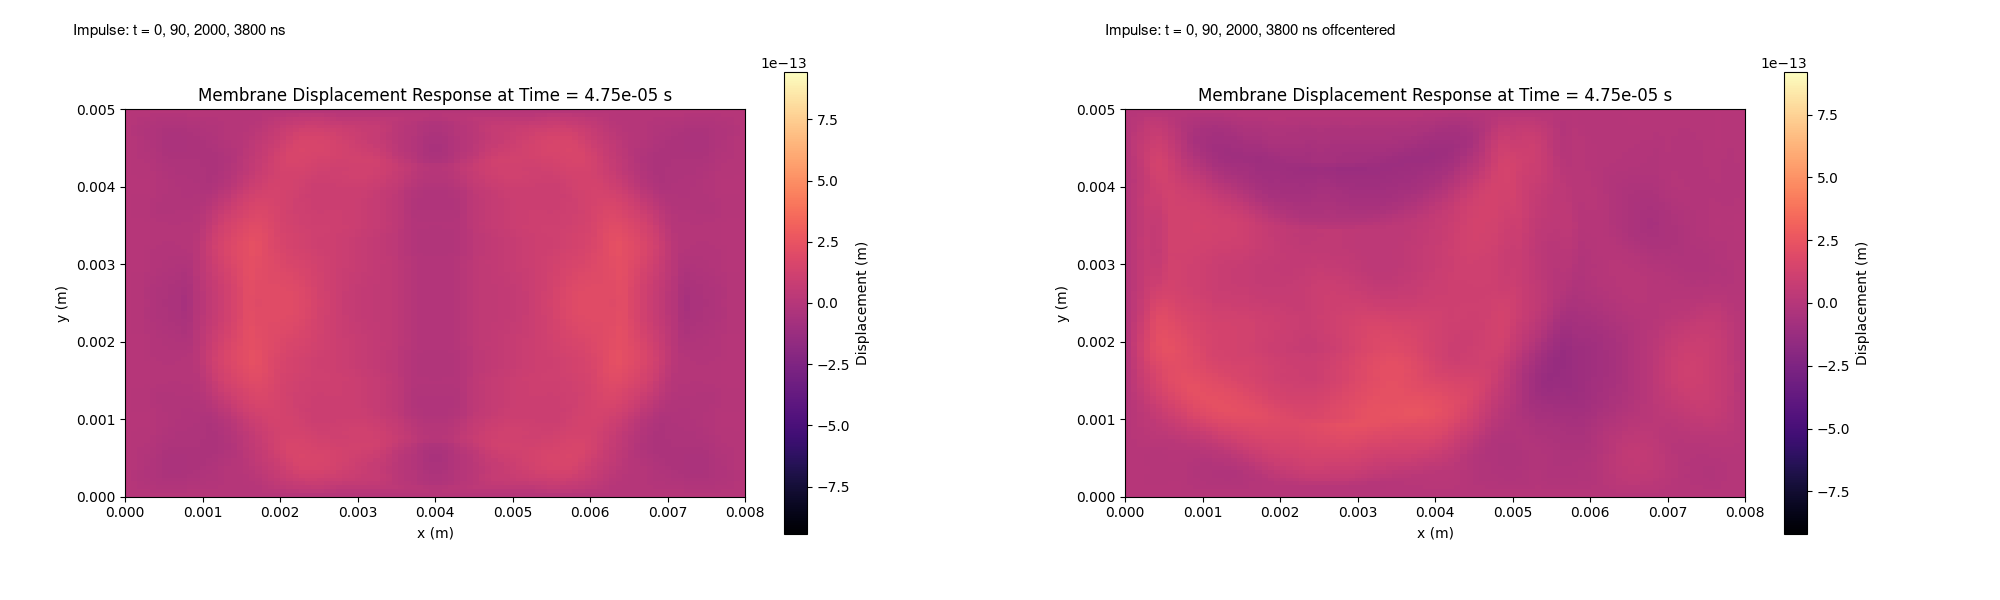 Impulse: t = 0, 90, 2000, 3800 ns
1e−13
Membrane Displacement Response at Time = 4.75e-05 s
0.005
0.004
0.003
0.002
0.001
0.000
y (m)
0.000 0.001 0.002 0.003 0.004 0.005 0.006 0.007 0.008
x (m)
7.5
5.0
2.5
0.0
−2.5
−5.0
−7.5
Displacement (m)
Impulse: t = 0, 90, 2000, 3800 ns offcentered
1e−13
Membrane Displacement Response at Time = 4.75e-05 s
0.005
0.004
0.003
0.002
0.001
0.000
y (m)
0.000 0.001 0.002 0.003 0.004 0.005 0.006 0.007 0.008
x (m)
7.5
5.0
2.5
0.0
−2.5
−5.0
−7.5
Displacement (m)